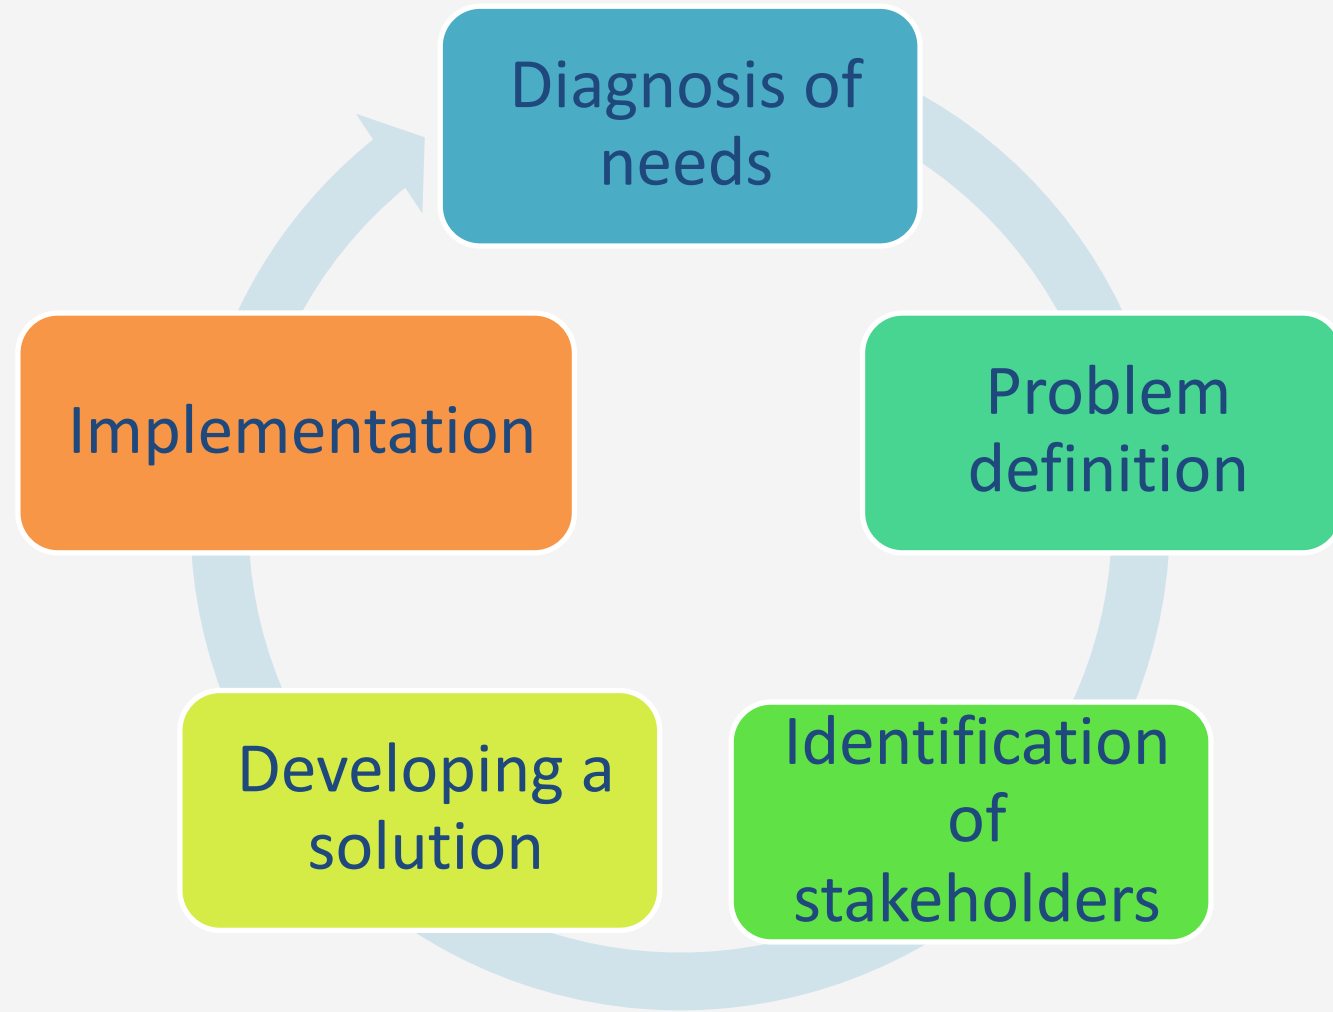 Diagnosis of
needs
Problem
definition
Identification
of
stakeholders
Developing a
solution
Implementation